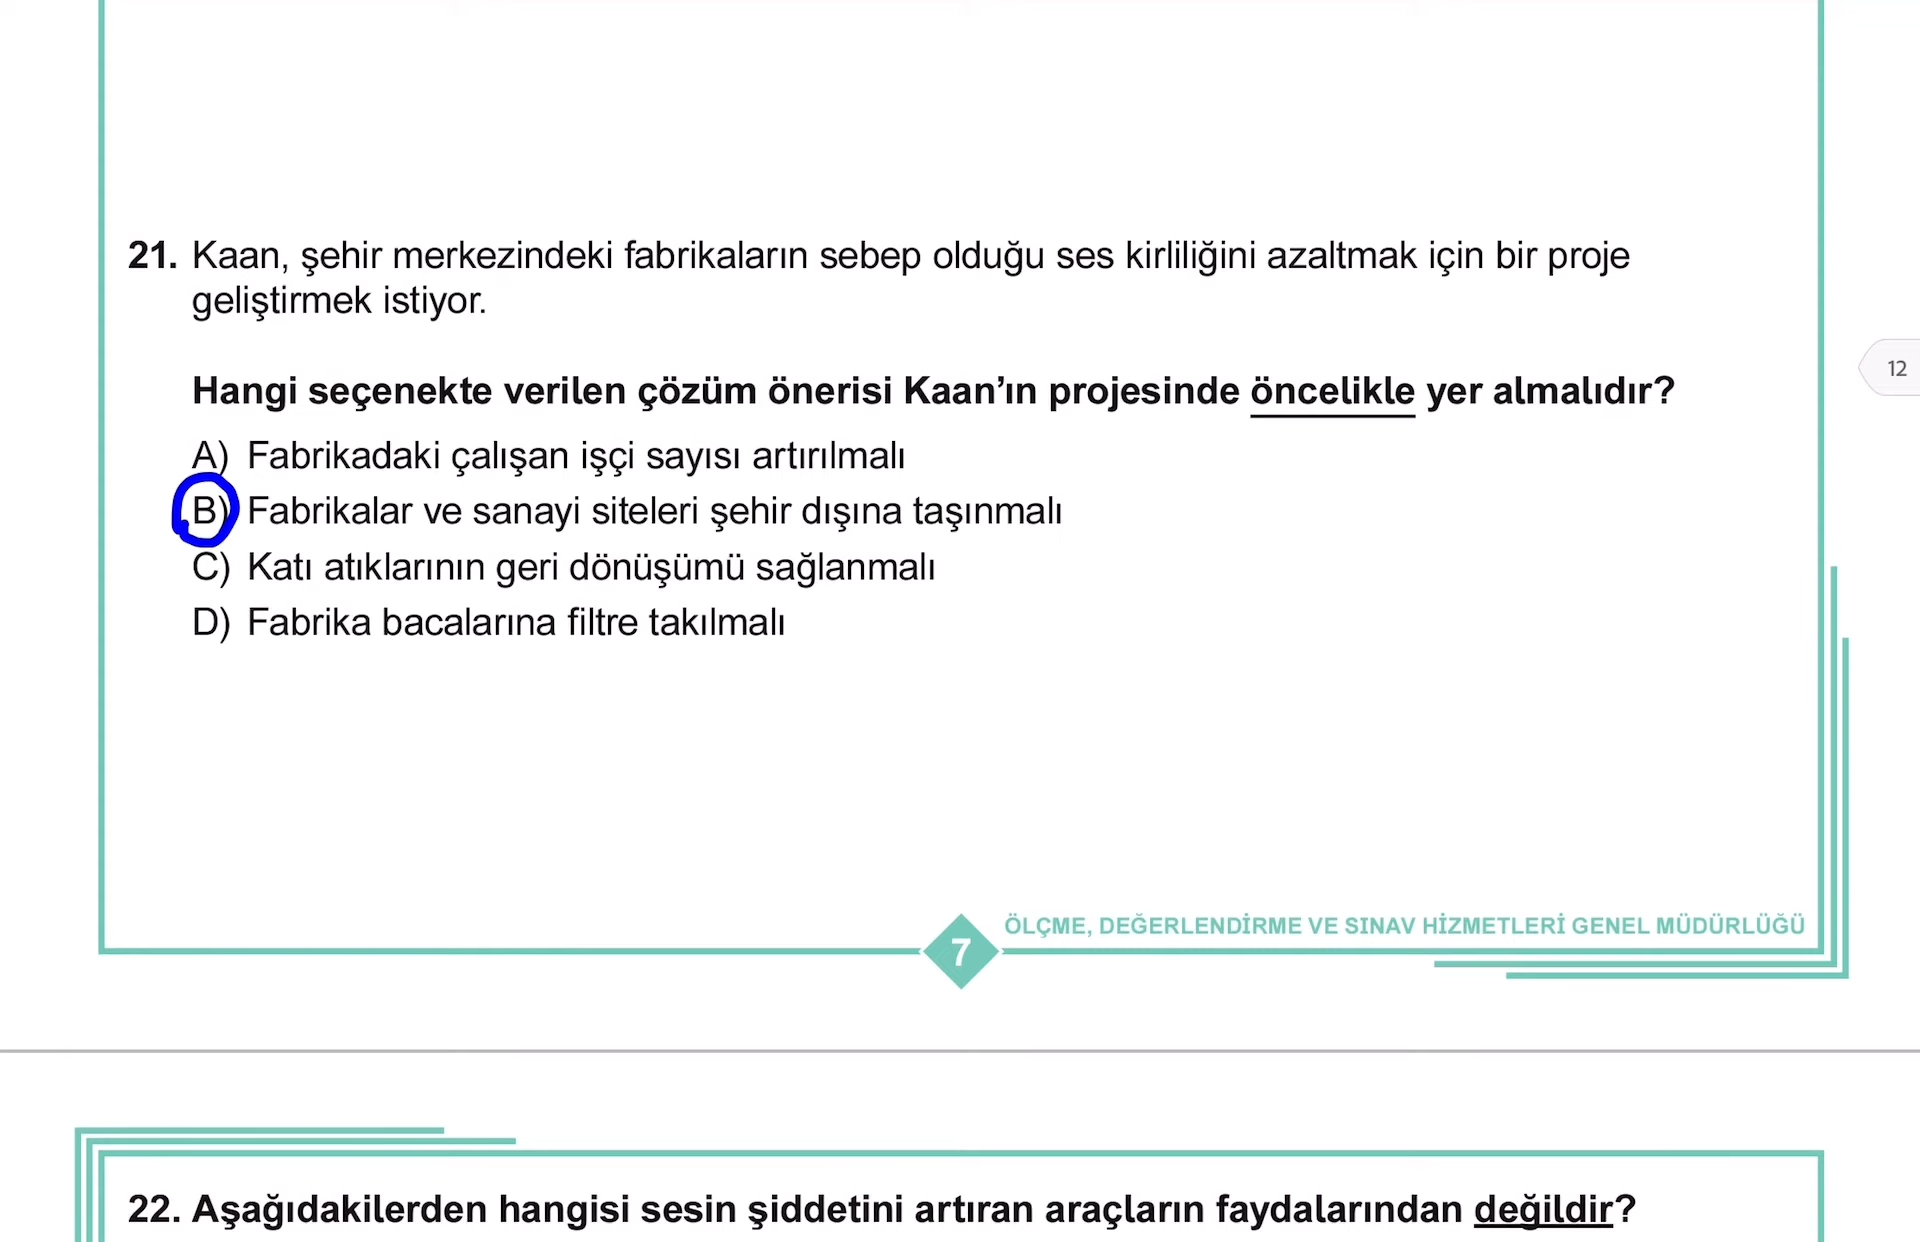 21. Kaan, şehir merkezindeki fabrikaların sebep olduğu ses kirliliğini azaltmak için bir proje
geliştirmek istiyor.
12
Hangi seçenekte verilen çözüm önerisi Kaan’ın projesinde öncelikle yer almalıdır?
A) Fabrikadaki çalışan işçi sayısı artırılmalı
B) Fabrikalar ve sanayi siteleri şehir dışına taşınmalı
C) Katı atıklarının geri dönüşümü sağlanmalı
D) Fabrika bacalarına filtre takılmalı
ÖLÇME, DEĞERLENDİRME VE SINAV HİZMETLERİ GENEL MÜDÜRLÜĞÜ
7
22. Aşağıdakilerden hangisi sesin şiddetini artıran araçların faydalarından değildir?